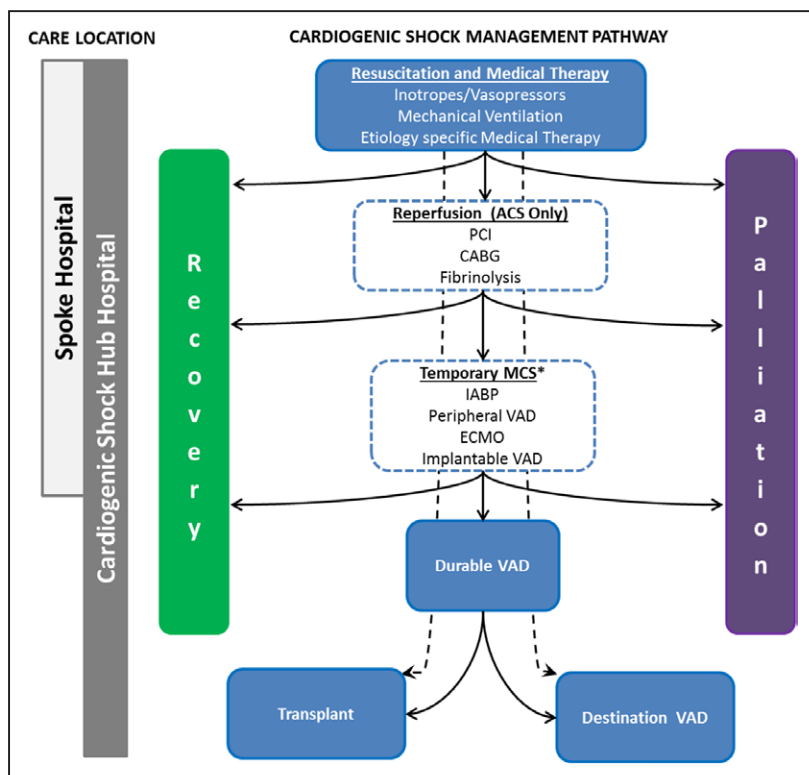 CARE LOCATION
CARDIOGENIC SHOCK MANAGEMENT PATHWAY
Spoke Hospital
Cardiogenic Shock Hub Hospital
Resuscitation and Medical Therapy
Inotropes/Vasopressors
Mechanical Ventilation
Etiology specific Medical Therapy
Recovery
Reperfusion (ACS Only)
PCI
CABG
Fibrinolysis
Temporary MCS*
IABP
Peripheral VAD
ECMO
Implantable VAD
Palliation
Durable VAD
Transplant
Destination VAD